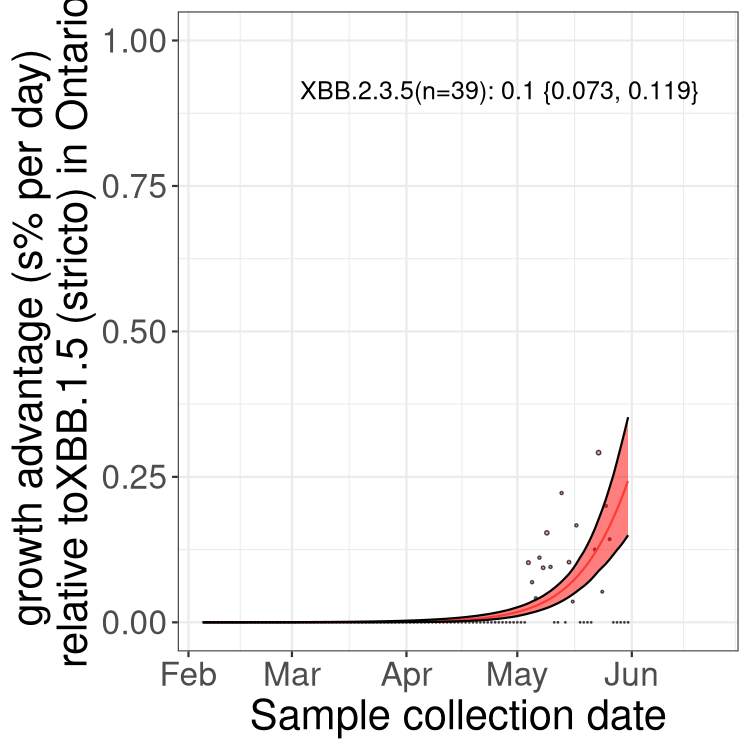 growth advantage (s% per day)
relative toXBB.1.5 (stricto) in Ontario
1.00
0.75
0.50
0.25
0.00
XBB.2.3.5(n=39): 0.1 {0.073, 0.119}
Feb Mar Apr May Jun
Sample collection date